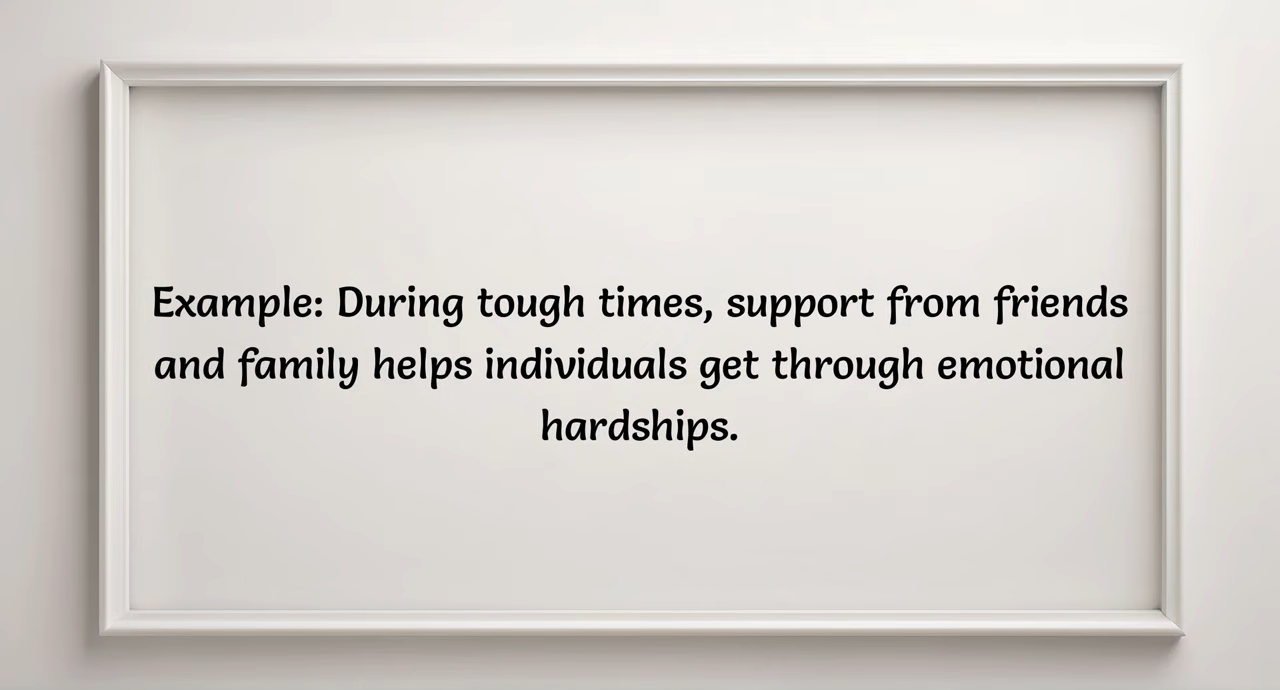 Example: During tough times, support from friends
and family helps individuals get through emotional
hardships.